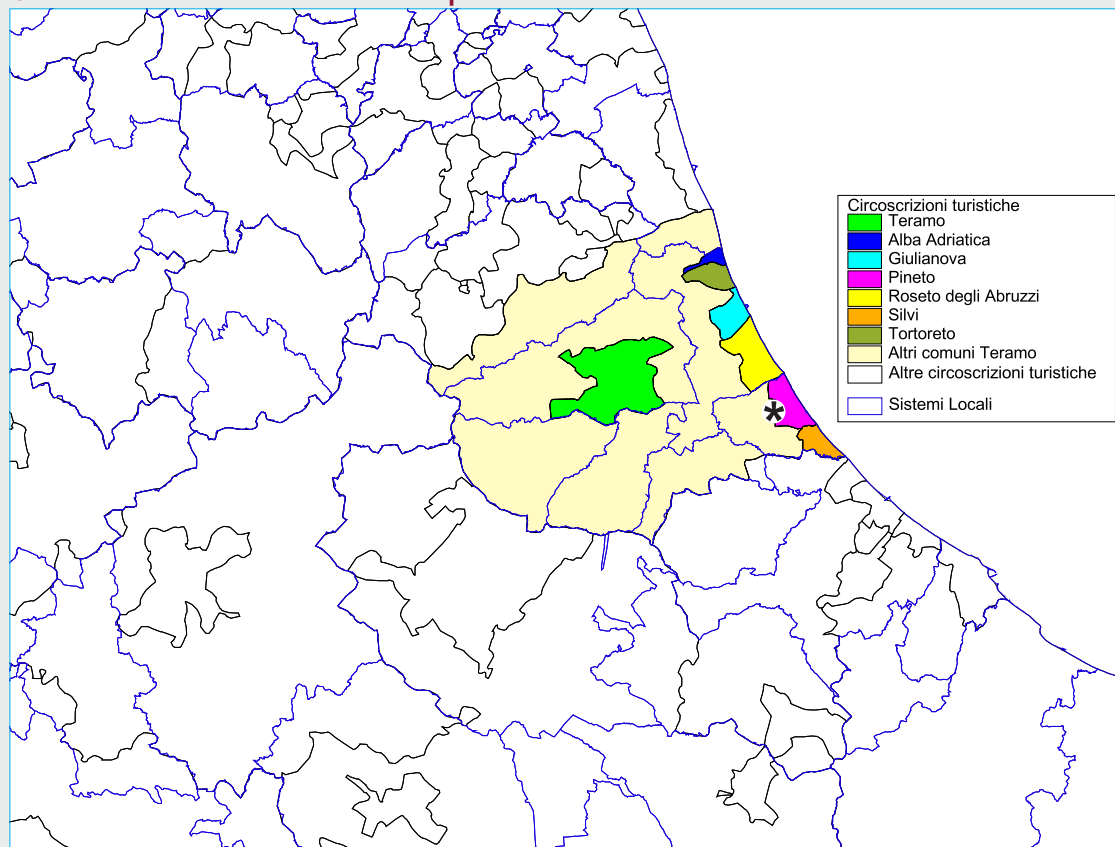 Circoscrizioni turistiche
Teramo
Alba Adriatica
Giulianova
Pineto
Roseto degli Abruzzi
Silvi
Tortoreto
Altri comuni Teramo
Altre circoscrizioni turistiche
Sistemi Locali
*